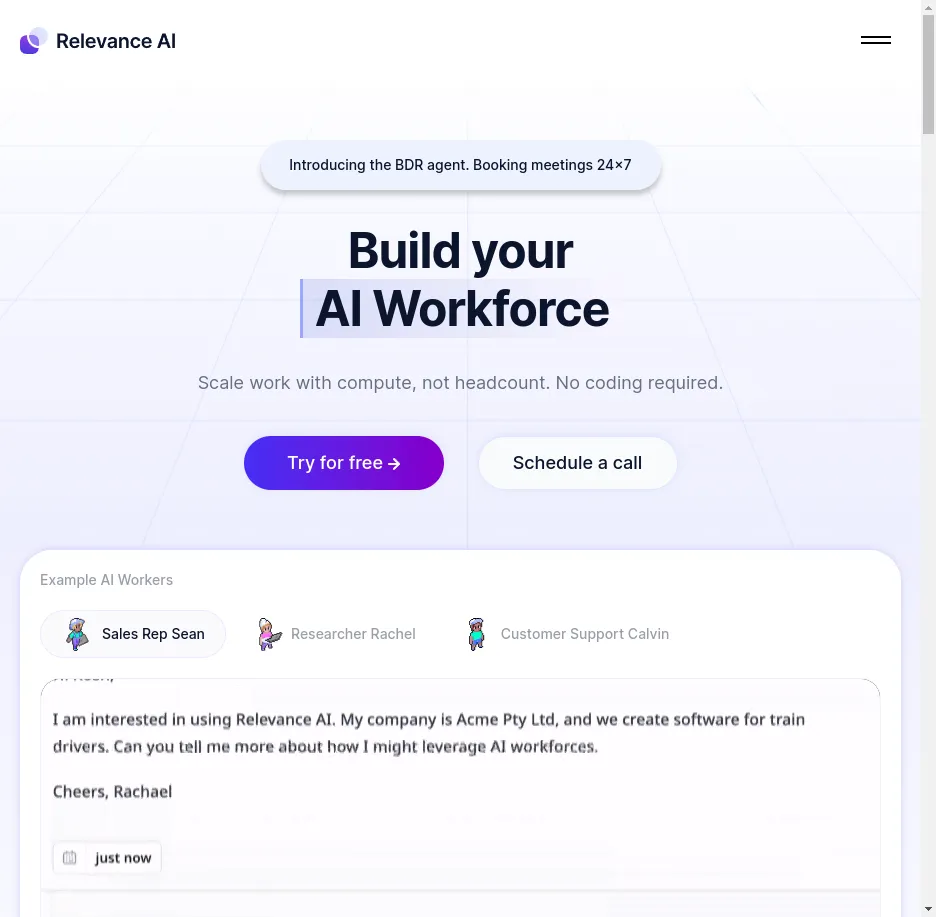 Relevance AI
Introducing the BDR agent. Booking meetings 24×7
Build your
AI Workforce
Scale work with compute, not headcount. No coding required.
Try for free →
Schedule a call
Example AI Workers
Sales Rep Sean
Researcher Rachel
Customer Support Calvin
I am interested in using Relevance AI. My company is Acme Pty Ltd, and we create software for train
drivers. Can you tell me more about how I might leverage AI workforces.
Cheers, Rachael
just now